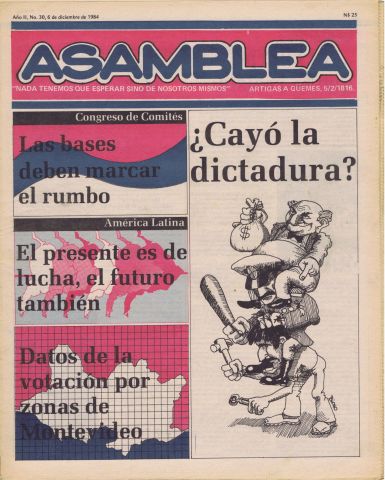 Año II, No. 30, 6 de diciembre de 1984
N$ 25
ASAMBLEA
"NADA TENEMOS QUE ESPERAR SINO DE NOSOTROS MISMOS"
ARTIGAS A GÜEMES, 5/2/1816.
Congreso de Comités
Las bases
deben marcar
el rumbo
América Latina
El presente es de
lucha, el futuro
también
Datos de la
votación por
zonas de
Montevideo
¿Cayó la
dictadura?